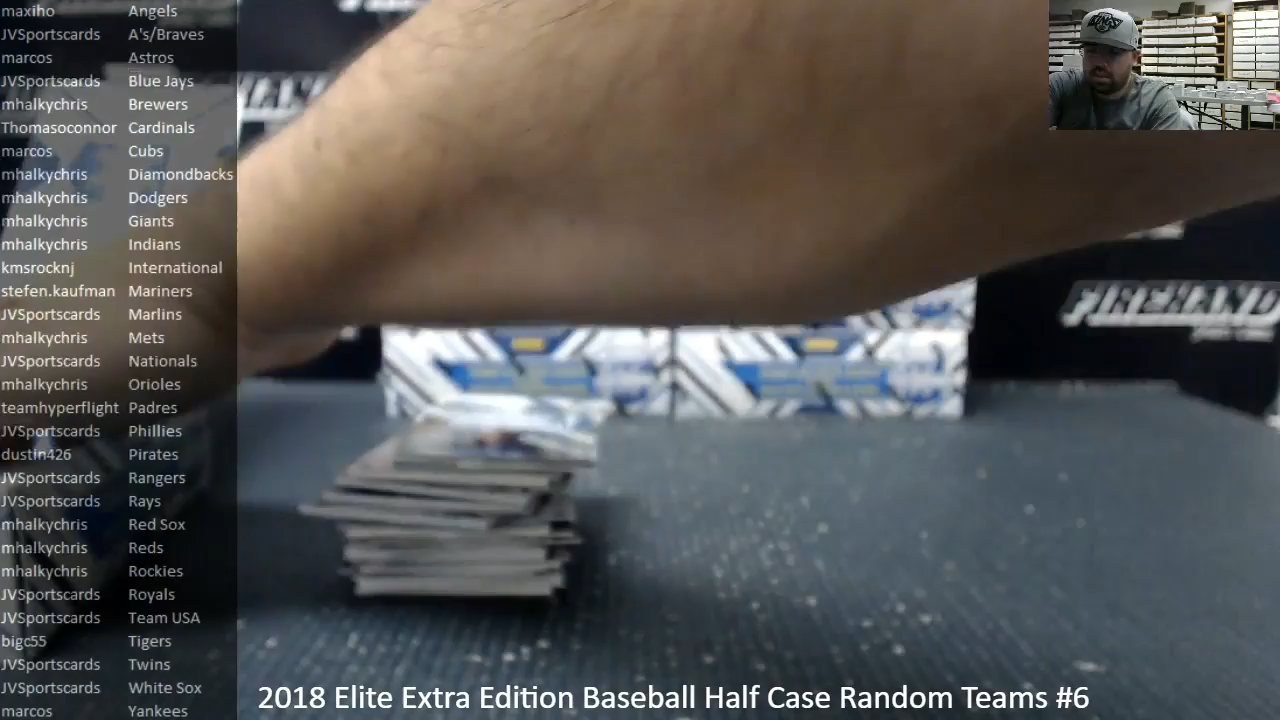 maxiho Angels
JVSportscards A's/Braves
marcos Astros
JVSportscards Blue Jays
mhalkychris Brewers
Thomasoconnor Cardinals
marcos Cubs
mhalkychris Diamondbacks
mhalkychris Dodgers
mhalkychris Giants
mhalkychris Indians
kmsrocknj International
stefen.kaufman Mariners
JVSportscards Marlins
mhalkychris Mets
JVSportscards Nationals
mhalkychris Orioles
teamhyperflight Padres
JVSportscards Phillies
dustin426 Pirates
JVSportscards Rangers
JVSportscards Rays
mhalkychris Red Sox
mhalkychris Reds
mhalkychris Rockies
JVSportscards Royals
JVSportscards Team USA
bigc55 Tigers
JVSportscards Twins
JVSportscards White Sox
marcos Yankees
KINGS
FIREHAND
2018 Elite Extra Edition Baseball Half Case Random Teams #6